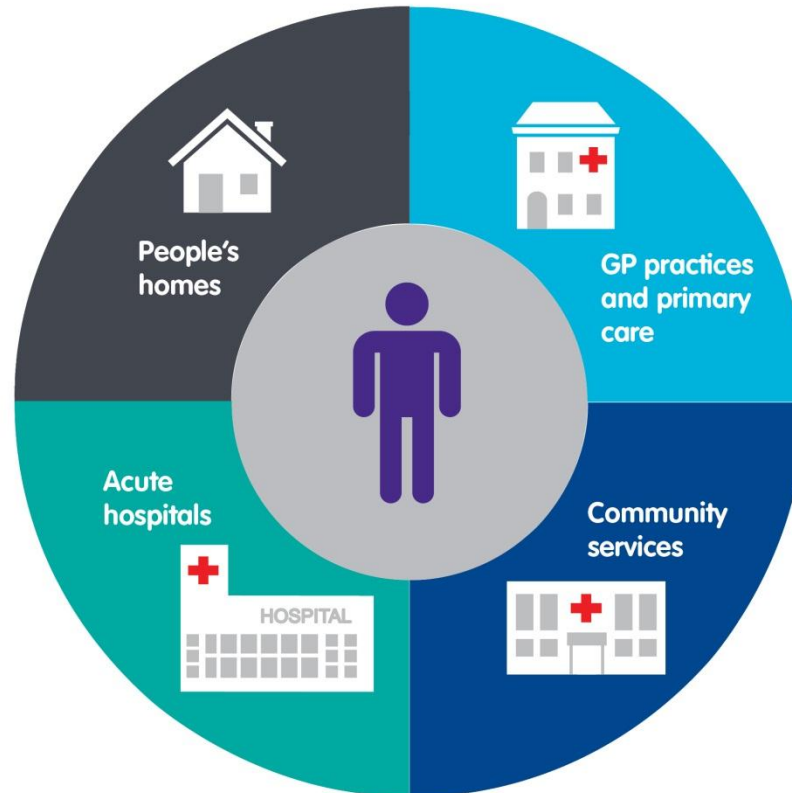 People's
homes
GP practices
and primary
care
Acute
hospitals
HOSPITAL
Community
services